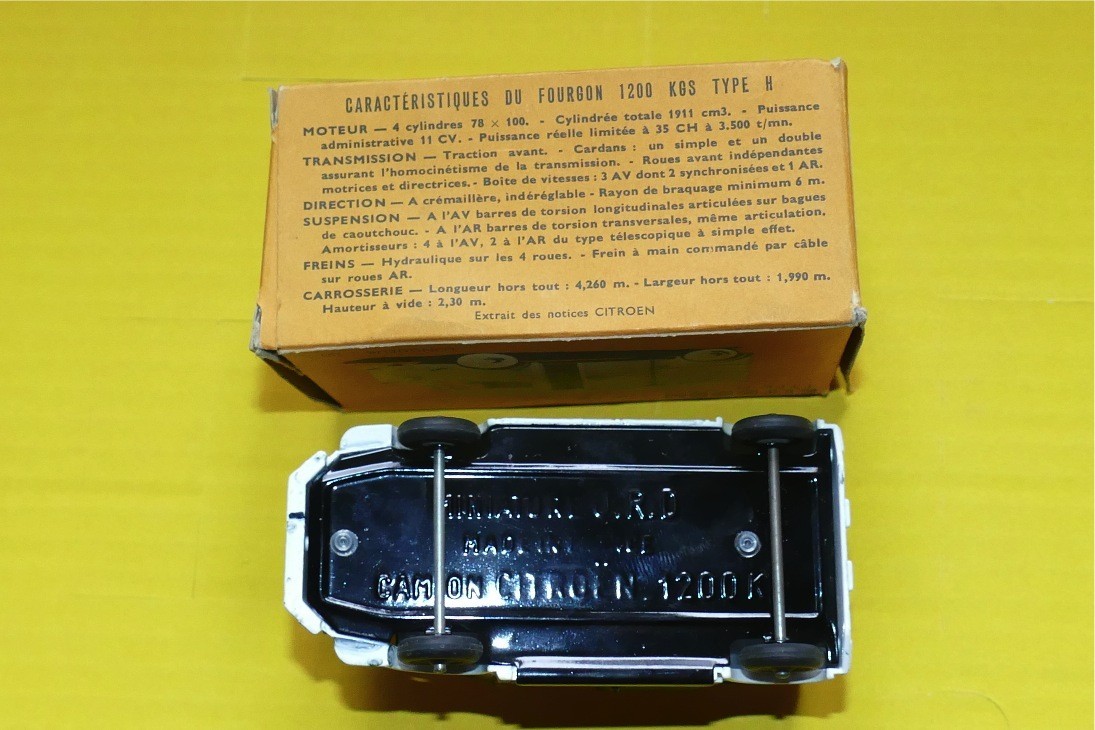 CARACTÉRISTIQUES DU FOURGON 1200 KGS TYPE H
MOTEUR — 4 cylindres 78 × 100. - Cylindrée totale 1911 cm3. - Puissance
administrative 11 CV. - Puissance réelle limitée à 35 CH à 3.500 t/mn.
TRANSMISSION — Traction avant. - Cardans : un simple et un double
assurant l'homocinétisme de la transmission. - Roues avant indépendantes
motrices et directrices. - Boîte de vitesses : 3 AV dont 2 synchronisées et 1 AR.
DIRECTION — A crémaillère, indéréglable - Rayon de braquage minimum 6 m.
SUSPENSION — A l'AV barres de torsion longitudinales articulées sur bagues
de caoutchouc. - A l'AR barres de torsion transversales, même articulation.
Amortisseurs : 4 à l'AV, 2 à l'AR du type télescopique à simple effet.
FREINS — Hydraulique sur les 4 roues. - Frein à main commandé par câble
sur roues AR.
CARROSSERIE — Longueur hors tout : 4,260 m. - Largeur hors tout : 1,990 m.
Hauteur à vide : 2,30 m.
Extrait des notices CITROEN
J.R.D
CAMION CITROËN. 1200K